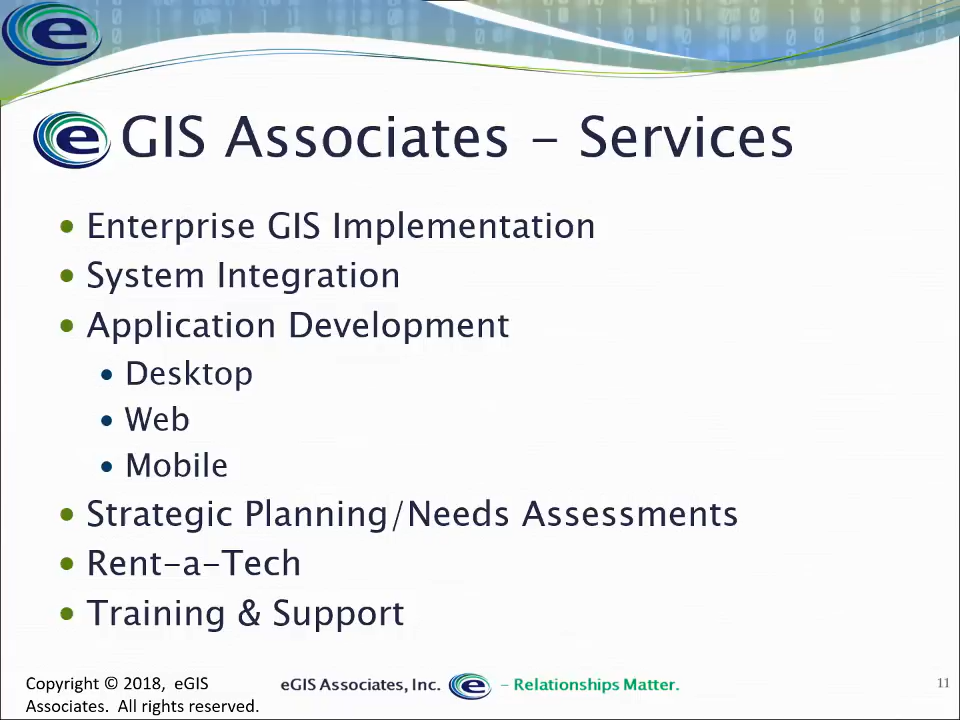 e
e GIS Associates - Services
• Enterprise GIS Implementation
• System Integration
• Application Development
• Desktop
• Web
• Mobile
• Strategic Planning/Needs Assessments
• Rent-a-Tech
• Training & Support
Copyright © 2018, eGIS
Associates. All rights reserved.
eGIS Associates, Inc. e - Relationships Matter.
11